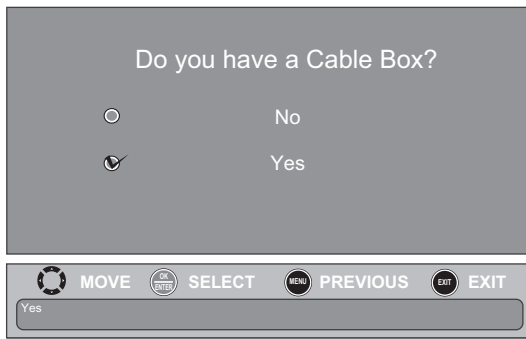 Do you have a Cable Box?
No
Yes
MOVE OK ENTER SELECT MENU PREVIOUS EXIT EXIT
Yes